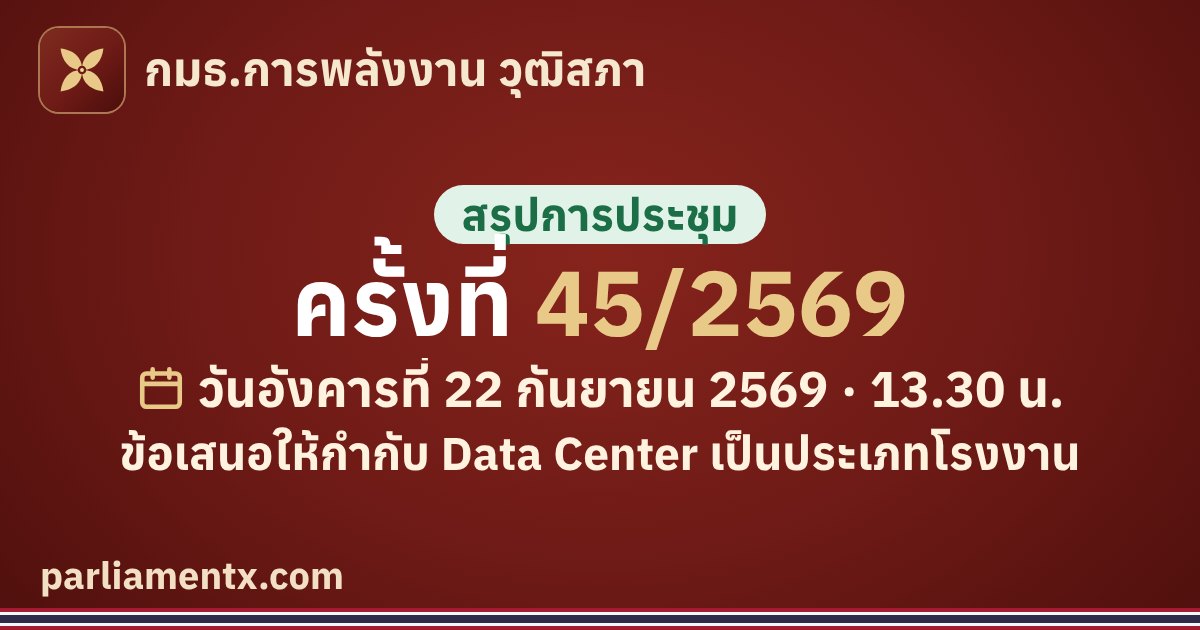 กมธ.การพลังงาน วุฒิสภา
สรุปการประชุม
ครั้งที่ 45/2569
วันอังคารที่ 22 กันยายน 2569 · 13.30 น.
ข้อเสนอให้กำกับ Data Center เป็นประเภทโรงงาน
parliamentx.com